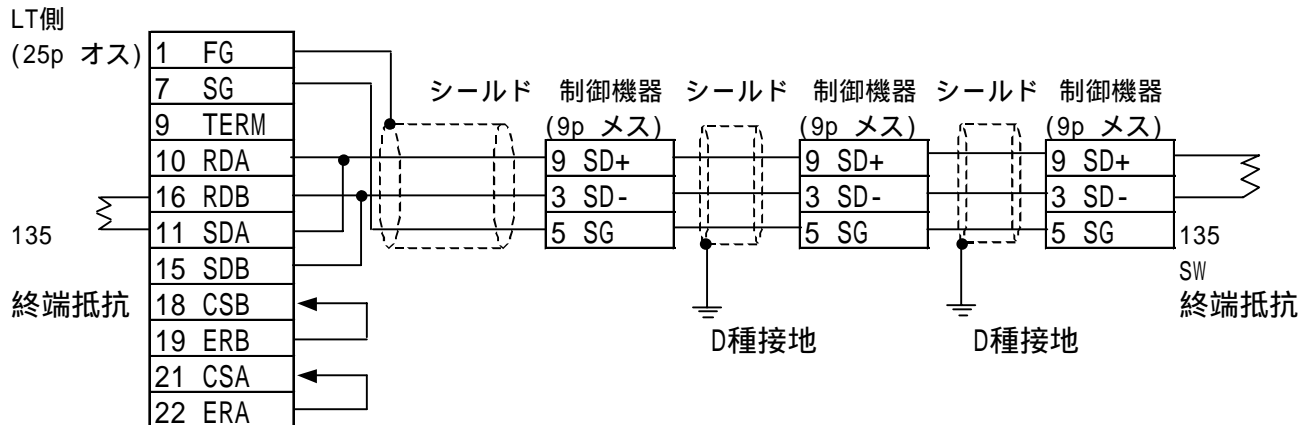 LT側
(25p オス)
1 FG
7 SG
9 TERM
10 RDA
16 RDB
11 SDA
15 SDB
18 CSB
19 ERB
21 CSA
22 ERA
135
終端抵抗
シールド
制御機器
(9p メス)
9 SD+
3 SD-
5 SG
シールド
D種接地
制御機器
(9p メス)
9 SD+
3 SD-
5 SG
シールド
D種接地
制御機器
(9p メス)
9 SD+
3 SD-
5 SG
135
SW
終端抵抗